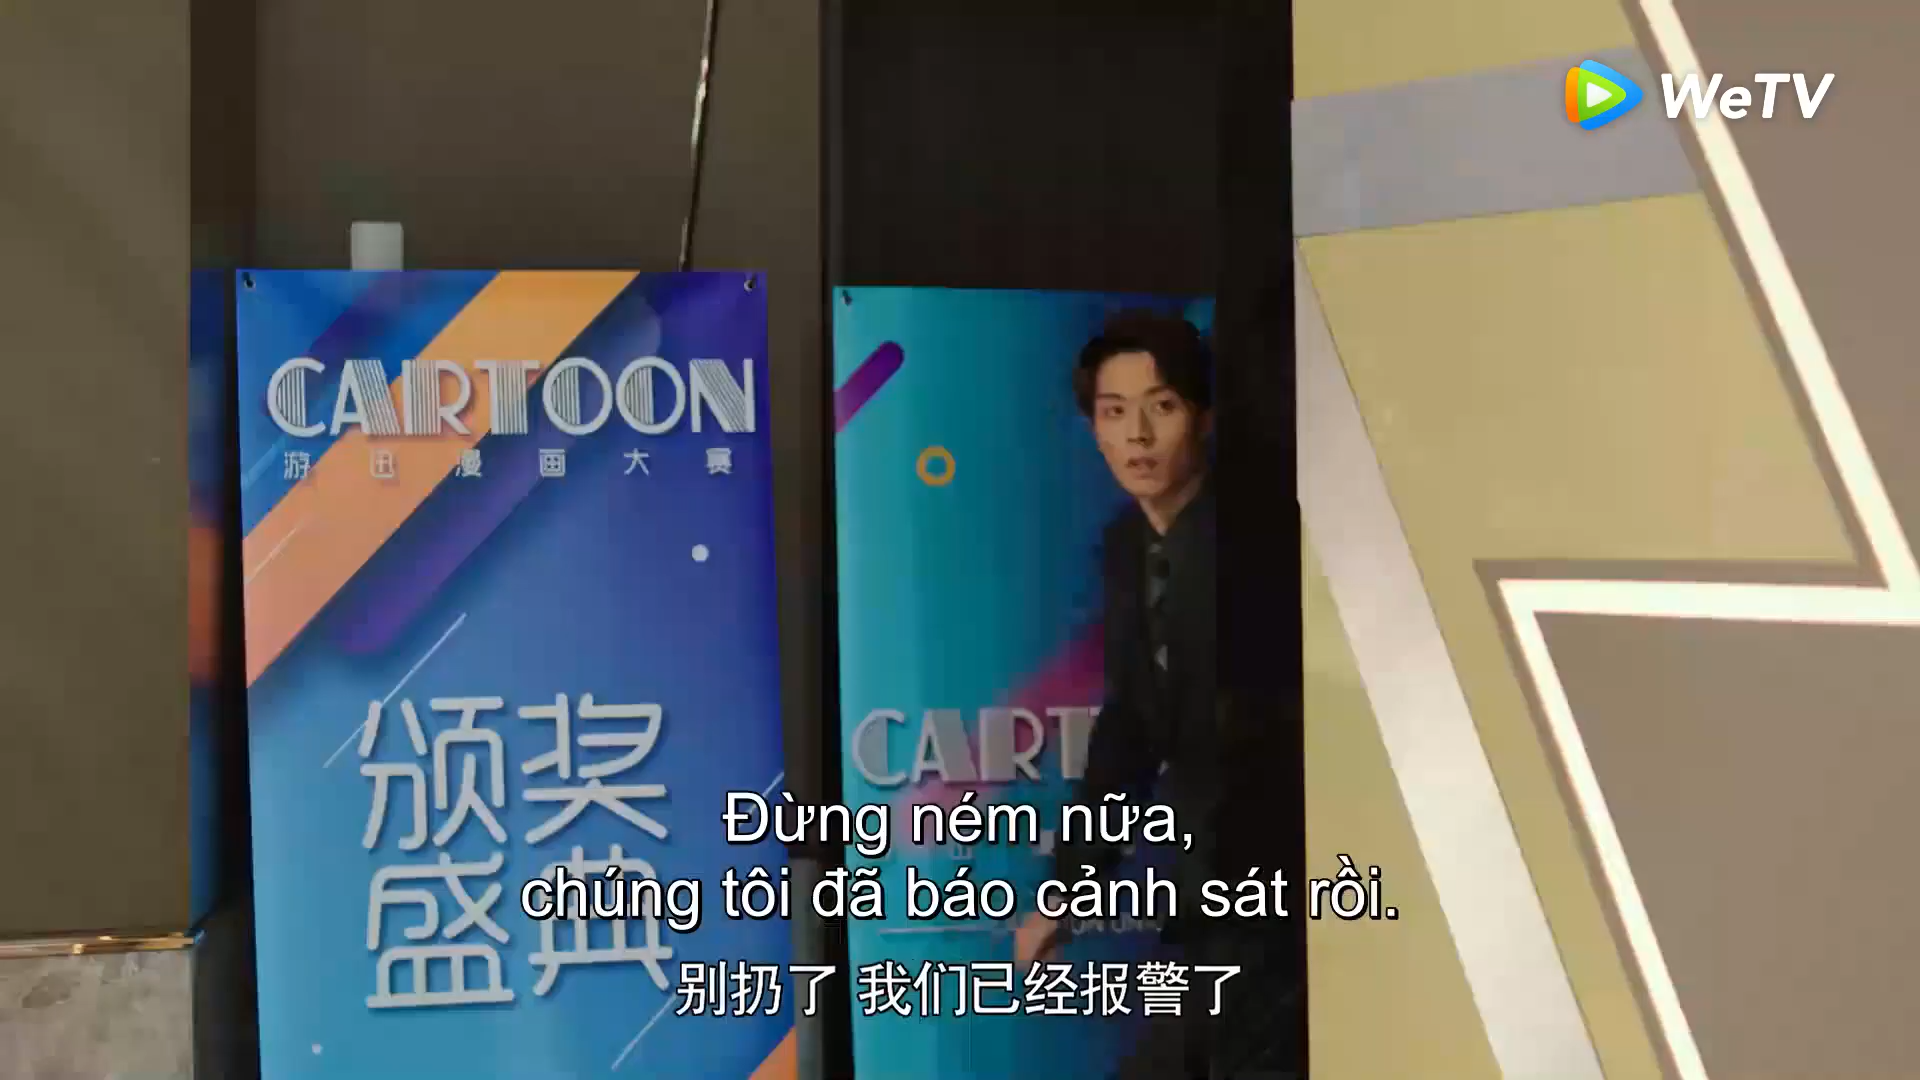 WeTV
CARTOON
游迅漫画大赛
颁奖
盛典
CART
Đừng ném nữa,
chúng tôi đã báo cảnh sát rồi.
别扔了 我们已经报警了